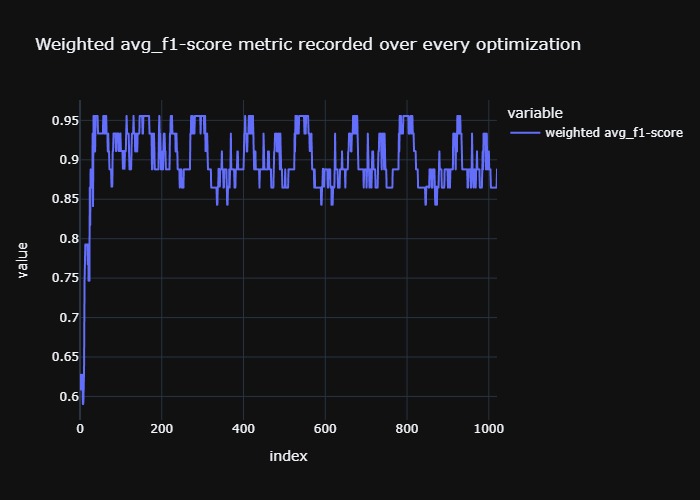 Weighted avg_f1-score metric recorded over every optimization
variable
weighted avg_f1-score
value
0.95
0.9
0.85
0.8
0.75
0.7
0.65
0.6
0
200
400
600
800
1000
index